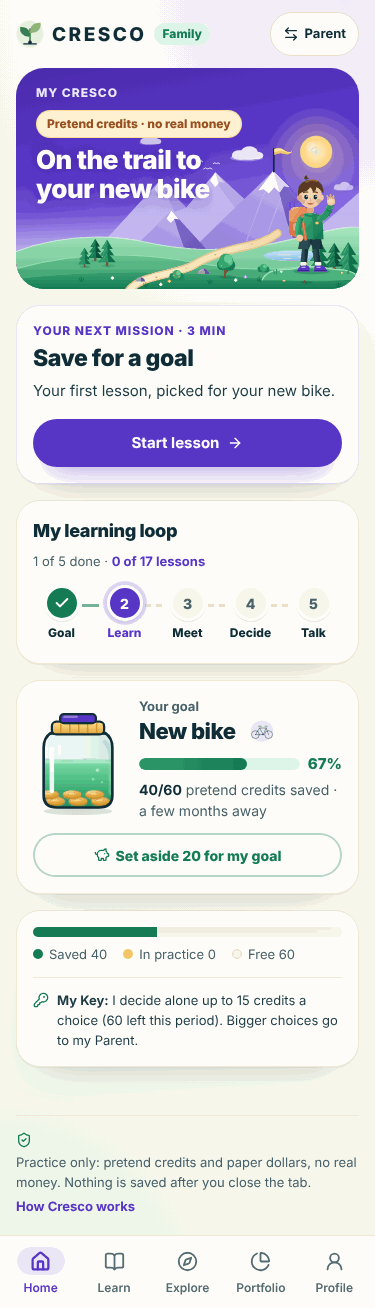 CRESCO Family Parent
MY CRESCO
Pretend credits · no real money
On the trail to
your new bike
YOUR NEXT MISSION · 3 MIN
Save for a goal
Your first lesson, picked for your new bike.
Start lesson →
My learning loop
1 of 5 done · 0 of 17 lessons
2 3 4 5
Goal Learn Meet Decide Talk
Your goal
New bike
67%
40/60 pretend credits saved ·
a few months away
Set aside 20 for my goal
Saved 40 In practice 0 Free 60
My Key: I decide alone up to 15 credits a
choice (60 left this period). Bigger choices go
to my Parent.
Practice only: pretend credits and paper dollars, no real
money. Nothing is saved after you close the tab.
How Cresco works
Home Learn Explore Portfolio Profile